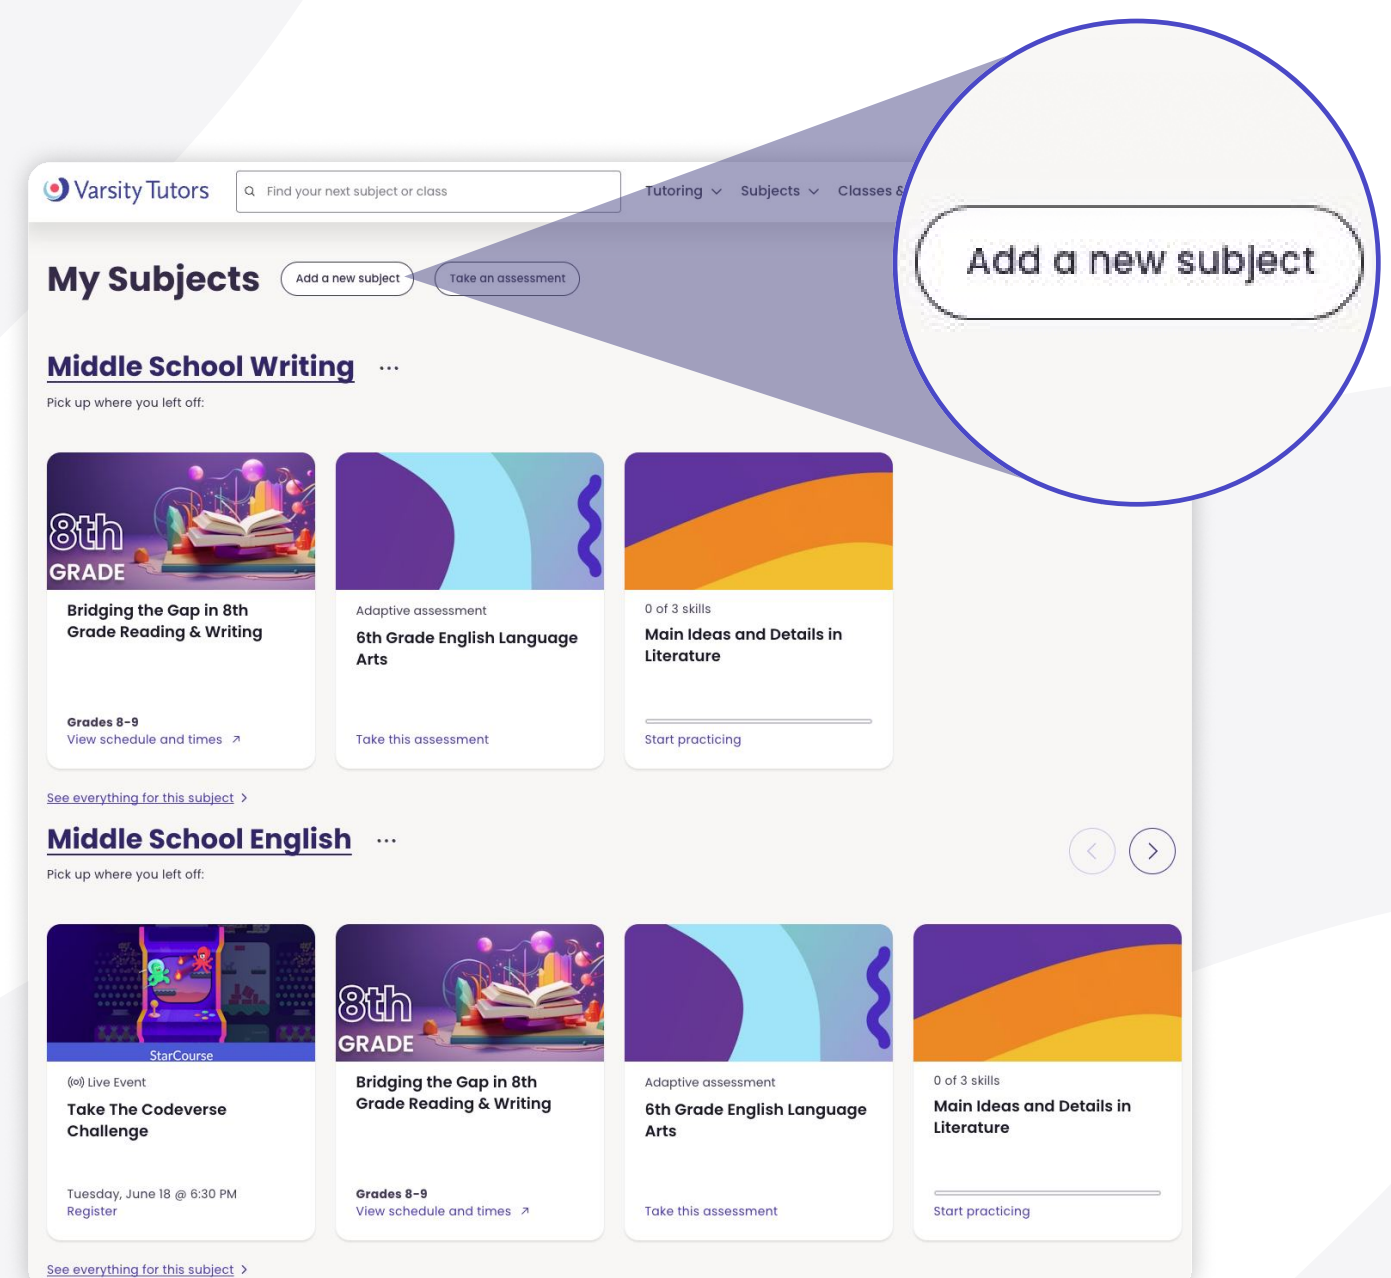 Varsity Tutors
Find your next subject or class
Tutoring
Subjects
Classes &
Add a new subject
My Subjects
Add a new subject
Take an assessment
Middle School Writing ...
Pick up where you left off:
8th
GRADE
Bridging the Gap in 8th
Grade Reading & Writing
Grades 8-9
View schedule and times
Adaptive assessment
6th Grade English Language
Arts
Take this assessment
0 of 3 skills
Main Ideas and Details in
Literature
Start practicing
See everything for this subject
Middle School English ...
Pick up where you left off:
StarCourse
Live Event
Take The Codeverse
Challenge
Tuesday, June 18 @ 6:30 PM
Register
8th
GRADE
Bridging the Gap in 8th
Grade Reading & Writing
Grades 8-9
View schedule and times
Adaptive assessment
6th Grade English Language
Arts
Take this assessment
0 of 3 skills
Main Ideas and Details in
Literature
Start practicing
See everything for this subject